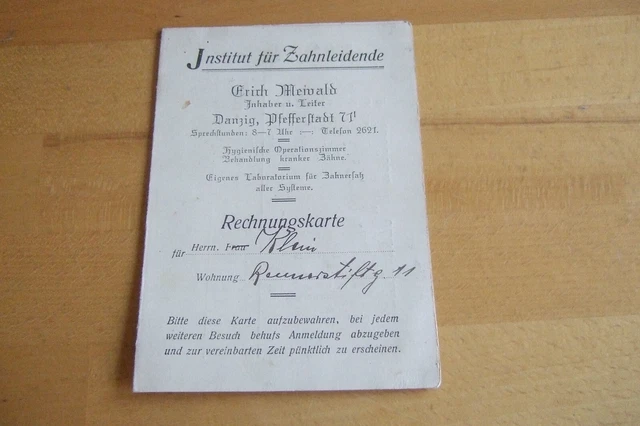 Institut für Zahnleidende
Erich Meiwald
Inhaber u. Leiter
Danzig, Pfefferstadt 71¹
Sprechstunden: 8—7 Uhr :—: Telefon 2621.
Hygienische Operationszimmer
Behandlung kranker Zähne.
Eigenes Laboratorium für Zahnersatz
aller Systeme.
Rechnungskarte
für Herrn. Frau Klein
Wohnung Rennerstiftg. 11
Bitte diese Karte aufzubewahren, bei jedem
weiteren Besuch behufs Anmeldung abzugeben
und zur vereinbarten Zeit pünktlich zu erscheinen.